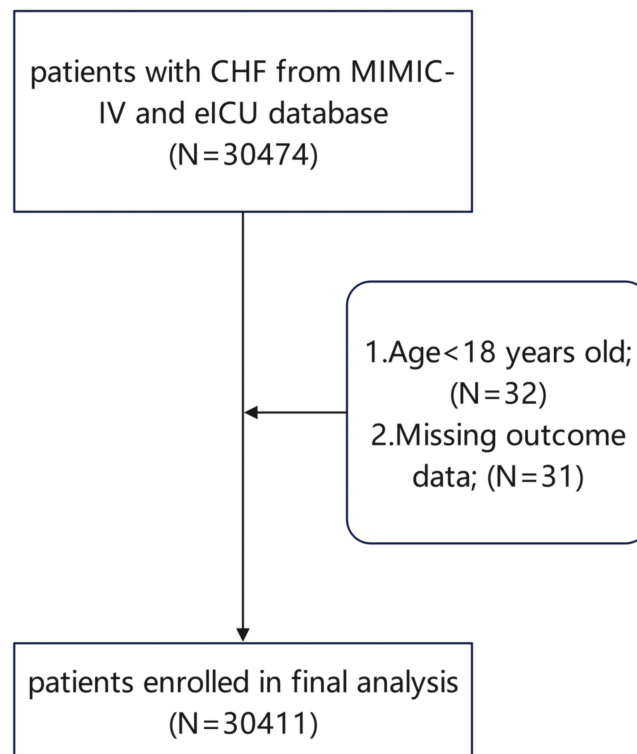 patients with CHF from MIMIC-
IV and eICU database
(N=30474)
1.Age<18 years old;
(N=32)
2.Missing outcome
data; (N=31)
patients enrolled in final analysis
(N=30411)